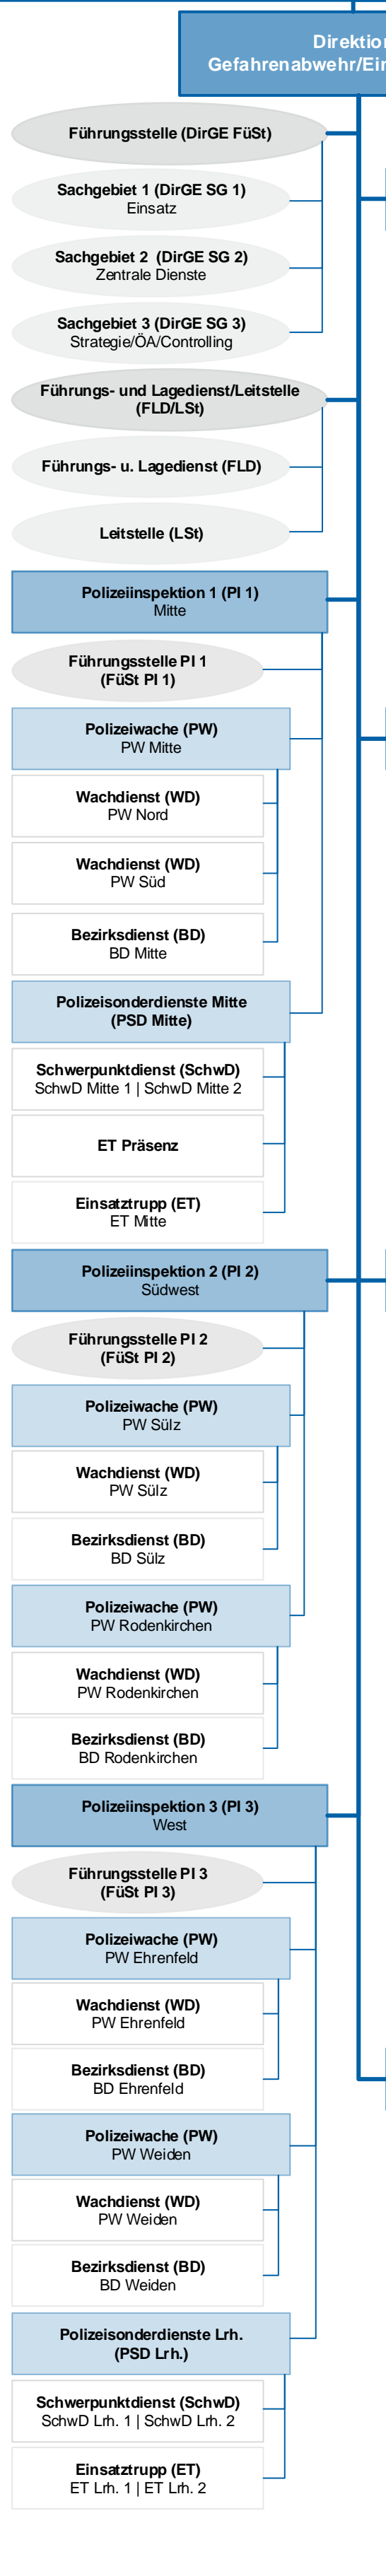 Direktion
Gefahrenabwehr/Ein
Führungsstelle (DirGE FüSt)
Sachgebiet 1 (DirGE SG 1)
Einsatz
Sachgebiet 2 (DirGE SG 2)
Zentrale Dienste
Sachgebiet 3 (DirGE SG 3)
Strategie/ÖA/Controlling
Führungs- und Lagedienst/Leitstelle
(FLD/LSt)
Führungs- u. Lagedienst (FLD)
Leitstelle (LSt)
Polizeiinspektion 1 (PI 1)
Mitte
Führungsstelle PI 1
(FüSt PI 1)
Polizeiwache (PW)
PW Mitte
Wachdienst (WD)
PW Nord
Wachdienst (WD)
PW Süd
Bezirksdienst (BD)
BD Mitte
Polizeisonderdienste Mitte
(PSD Mitte)
Schwerpunktdienst (SchwD)
SchwD Mitte 1 | SchwD Mitte 2
ET Präsenz
Einsatztrupp (ET)
ET Mitte
Polizeiinspektion 2 (PI 2)
Südwest
Führungsstelle PI 2
(FüSt PI 2)
Polizeiwache (PW)
PW Sülz
Wachdienst (WD)
PW Sülz
Bezirksdienst (BD)
BD Sülz
Polizeiwache (PW)
PW Rodenkirchen
Wachdienst (WD)
PW Rodenkirchen
Bezirksdienst (BD)
BD Rodenkirchen
Polizeiinspektion 3 (PI 3)
West
Führungsstelle PI 3
(FüSt PI 3)
Polizeiwache (PW)
PW Ehrenfeld
Wachdienst (WD)
PW Ehrenfeld
Bezirksdienst (BD)
BD Ehrenfeld
Polizeiwache (PW)
PW Weiden
Wachdienst (WD)
PW Weiden
Bezirksdienst (BD)
BD Weiden
Polizeisonderdienste Lrh.
(PSD Lrh.)
Schwerpunktdienst (SchwD)
SchwD Lrh. 1 | SchwD Lrh. 2
Einsatztrupp (ET)
ET Lrh. 1 | ET Lrh. 2